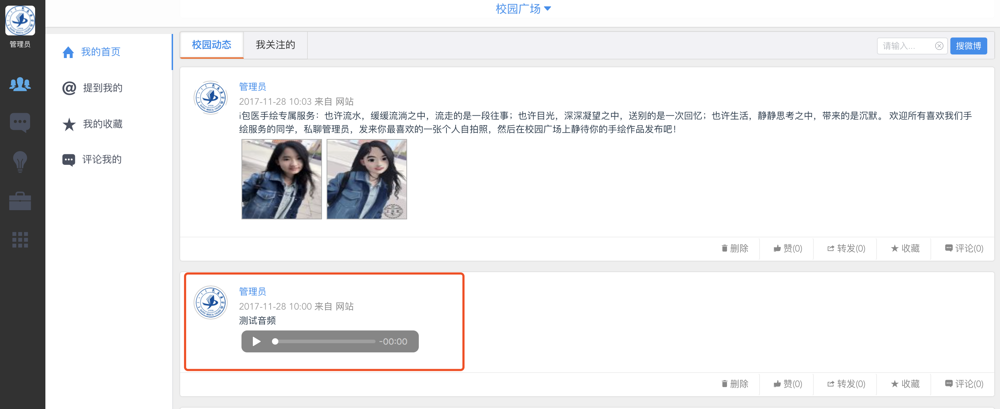 校园广场
管理员
我的首页
@ 提到我的
我的收藏
评论我的
校园动态
我关注的
请输入...
搜微博
管理员
2017-11-28 10:03 来自 网站
i包医手绘专属服务：也许流水，缓缓流淌之中，流走的是一段往事；也许目光，深深凝望之中，送别的是一次回忆；也许生活，静静思考之中，带来的是沉默。 欢迎所有喜欢我们手
绘服务的同学，私聊管理员，发来你最喜欢的一张个人自拍照，然后在校园广场上静待你的手绘作品发布吧！
删除
赞(0)
转发(0)
收藏
评论(0)
管理员
2017-11-28 10:00 来自 网站
测试音频
-00:00
删除
赞(0)
转发(0)
收藏
评论(0)